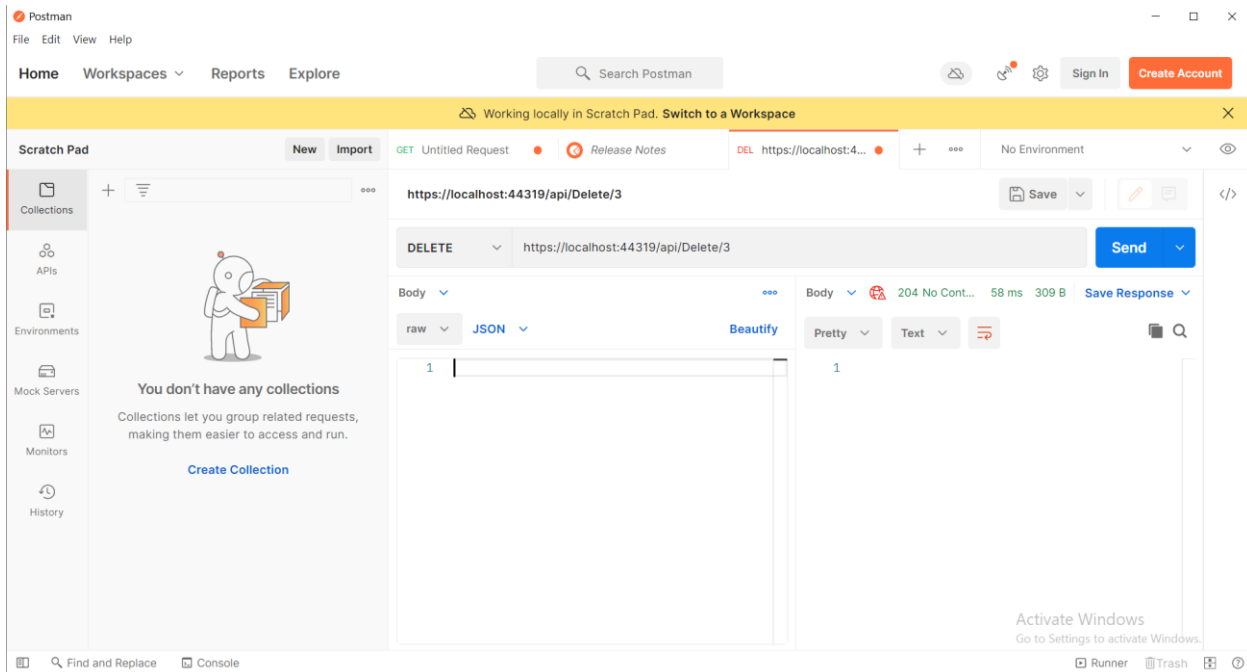 Postman
File Edit View Help
Home Workspaces Reports Explore Search Postman Sign In Create Account
Working locally in Scratch Pad. Switch to a Workspace
Scratch Pad New Import GET Untitled Request Release Notes DEL https://localhost:4... No Environment
Collections
https://localhost:44319/api/Delete/3 Save </>
APIs
DELETE https://localhost:44319/api/Delete/3 Send
Environments
Body Body 204 No Cont... 58 ms 309 B Save Response
raw JSON Beautify Pretty Text
1 1
Mock Servers
You don't have any collections
Collections let you group related requests,
making them easier to access and run.
Monitors
Create Collection
History
Activate Windows
Go to Settings to activate Windows.
Find and Replace Console Runner Trash